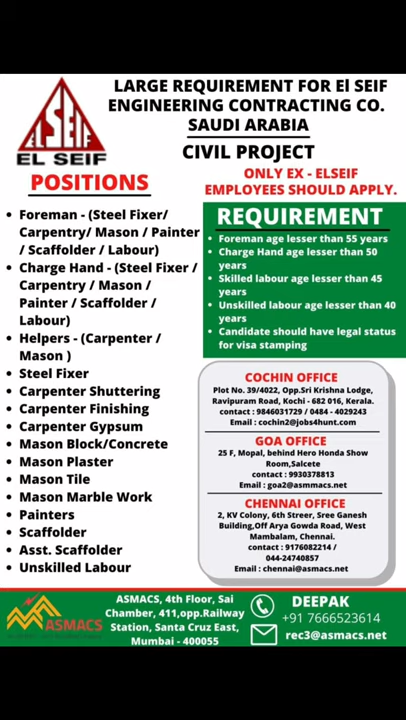 LARGE REQUIREMENT FOR El SEIF
ENGINEERING CONTRACTING CO.
SAUDI ARABIA
CIVIL PROJECT
EL SEIF
EL SEIF
ONLY EX - ELSEIF
EMPLOYEES SHOULD APPLY.
POSITIONS
• Foreman - (Steel Fixer/
Carpentry/ Mason / Painter
/ Scaffolder / Labour)
• Charge Hand - (Steel Fixer /
Carpentry / Mason /
Painter / Scaffolder /
Labour)
• Helpers - (Carpenter /
Mason )
• Steel Fixer
• Carpenter Shuttering
• Carpenter Finishing
• Carpenter Gypsum
• Mason Block/Concrete
• Mason Plaster
• Mason Tile
• Mason Marble Work
• Painters
• Scaffolder
• Asst. Scaffolder
• Unskilled Labour
REQUIREMENT
• Foreman age lesser than 55 years
• Charge Hand age lesser than 50
years
• Skilled labour age lesser than 45
years
• Unskilled labour age lesser than 40
years
• Candidate should have legal status
for visa stamping
COCHIN OFFICE
Plot No. 39/4022, Opp.Sri Krishna Lodge,
Ravipuram Road, Kochi - 682 016, Kerala.
contact : 9846031729 / 0484 - 4029243
Email : cochin2@jobs4hunt.com
GOA OFFICE
25 F, Mopal, behind Hero Honda Show
Room,Salcete
contact : 9930378813
Email : goa2@asmmacs.net
CHENNAI OFFICE
2, KV Colony, 6th Streer, Sree Ganesh
Building,Off Arya Gowda Road, West
Mambalam, Chennai.
contact : 9176082214 /
044-24740857
Email : chennai@asmacs.net
ASMACS
ASMACS, 4th Floor, Sai
Chamber, 411,opp.Railway
Station, Santa Cruz East,
Mumbai - 400055
DEEPAK
+91 7666523614
rec3@asmacs.net